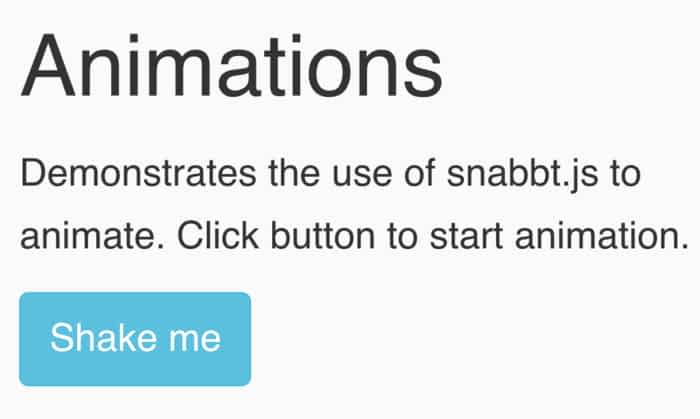 Animations
Demonstrates the use of snabbt.js to
animate. Click button to start animation.
Shake me